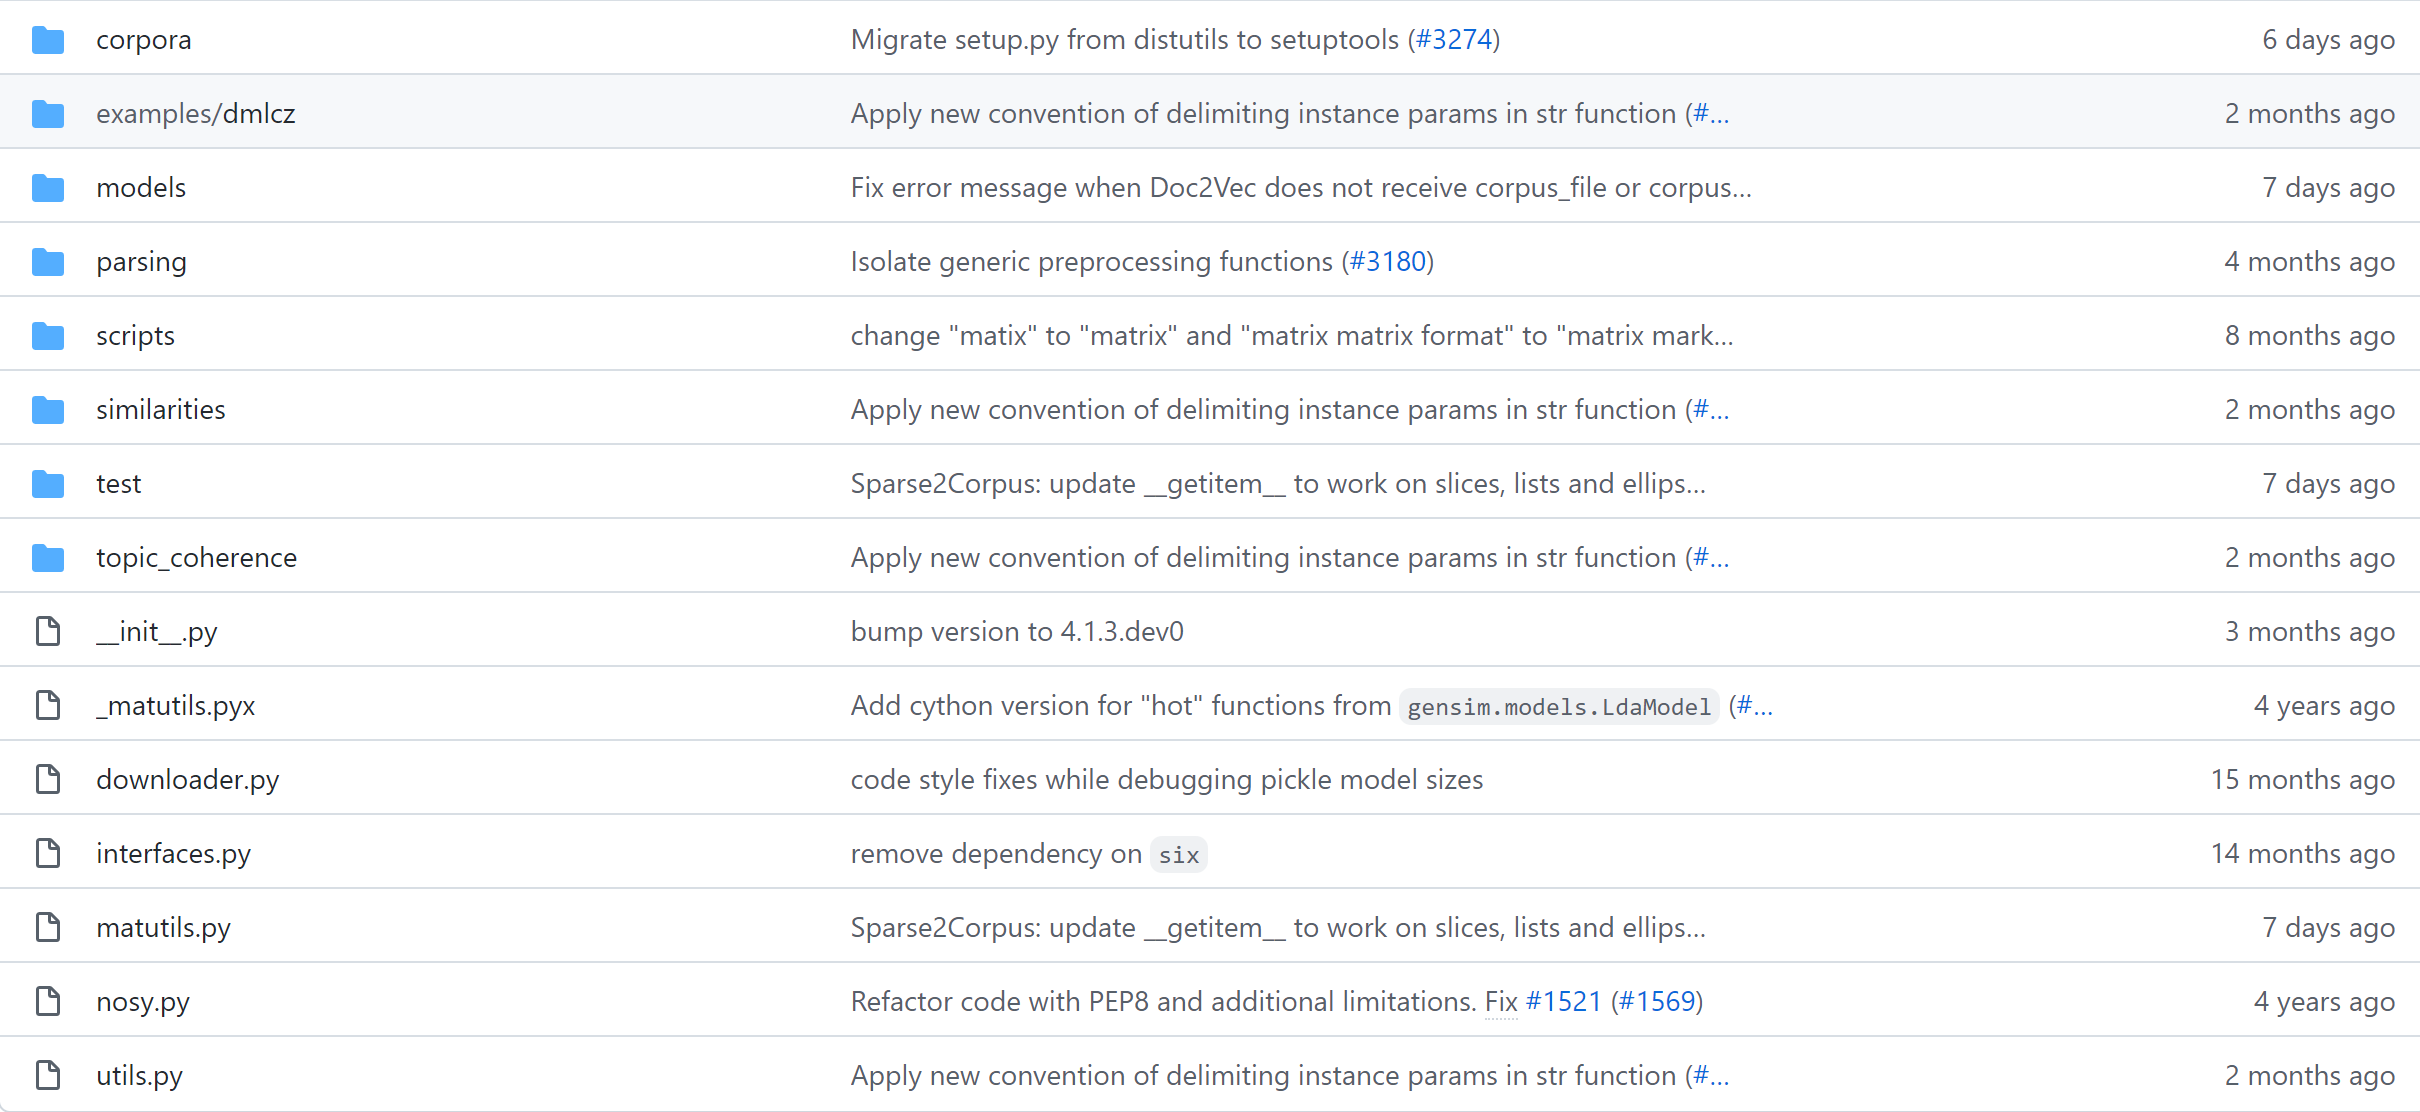 corpora Migrate setup.py from distutils to setuptools (#3274) 6 days ago
examples/dmlcz Apply new convention of delimiting instance params in str function (#... 2 months ago
models Fix error message when Doc2Vec does not receive corpus_file or corpus... 7 days ago
parsing Isolate generic preprocessing functions (#3180) 4 months ago
scripts change "matix" to "matrix" and "matrix matrix format" to "matrix mark... 8 months ago
similarities Apply new convention of delimiting instance params in str function (#... 2 months ago
test Sparse2Corpus: update __getitem__ to work on slices, lists and ellips... 7 days ago
topic_coherence Apply new convention of delimiting instance params in str function (#... 2 months ago
__init__.py bump version to 4.1.3.dev0 3 months ago
_matutils.pyx Add cython version for "hot" functions from gensim.models.LdaModel (#... 4 years ago
downloader.py code style fixes while debugging pickle model sizes 15 months ago
interfaces.py remove dependency on six 14 months ago
matutils.py Sparse2Corpus: update __getitem__ to work on slices, lists and ellips... 7 days ago
nosy.py Refactor code with PEP8 and additional limitations. Fix #1521 (#1569) 4 years ago
utils.py Apply new convention of delimiting instance params in str function (#... 2 months ago